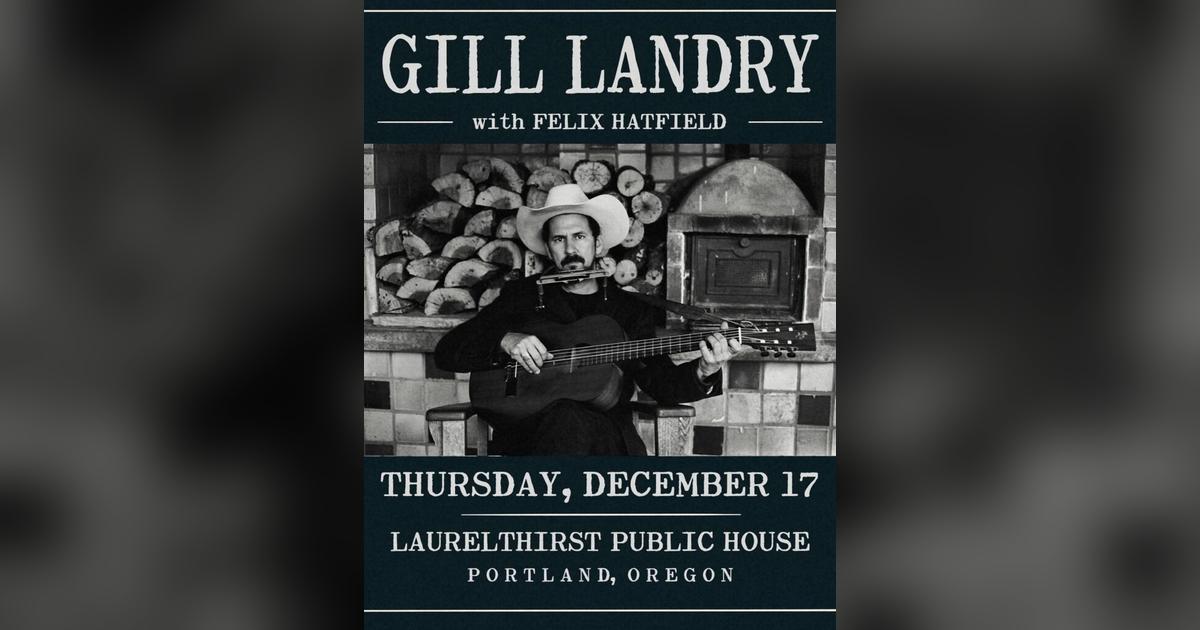 GILL LANDRY
with FELIX HATFIELD
THURSDAY, DECEMBER 17
LAURELTHIRST PUBLIC HOUSE
PORTLAND, OREGON